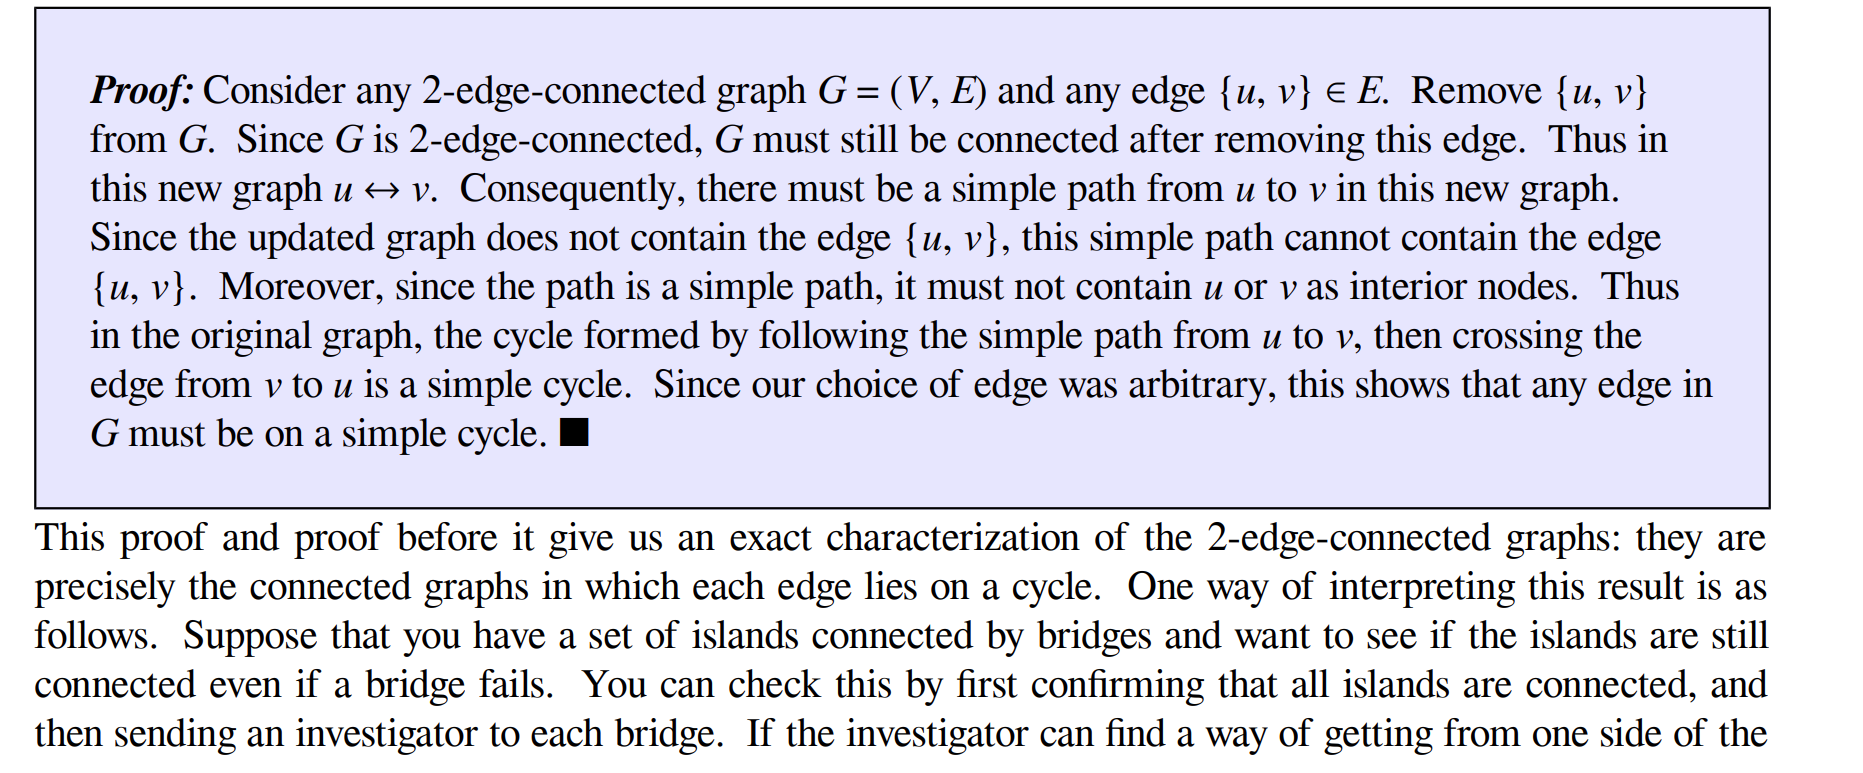 Proof: Consider any 2-edge-connected graph G = (V, E) and any edge {u, v} ∈ E. Remove {u, v}
from G. Since G is 2-edge-connected, G must still be connected after removing this edge. Thus in
this new graph u ↔ v. Consequently, there must be a simple path from u to v in this new graph.
Since the updated graph does not contain the edge {u, v}, this simple path cannot contain the edge
{u, v}. Moreover, since the path is a simple path, it must not contain u or v as interior nodes. Thus
in the original graph, the cycle formed by following the simple path from u to v, then crossing the
edge from v to u is a simple cycle. Since our choice of edge was arbitrary, this shows that any edge in
G must be on a simple cycle. ■
This proof and proof before it give us an exact characterization of the 2-edge-connected graphs: they are
precisely the connected graphs in which each edge lies on a cycle. One way of interpreting this result is as
follows. Suppose that you have a set of islands connected by bridges and want to see if the islands are still
connected even if a bridge fails. You can check this by first confirming that all islands are connected, and
then sending an investigator to each bridge. If the investigator can find a way of getting from one side of the